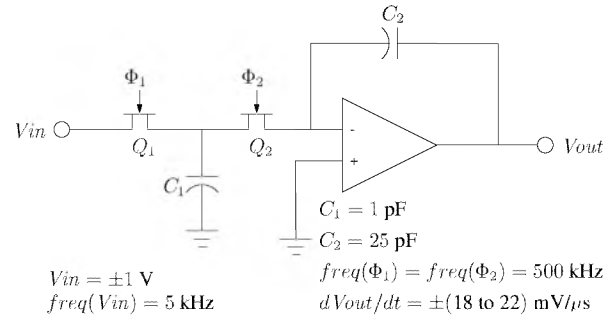 C₂
Φ₁
Φ₂
Vin
Q₁
Q₂
-
+
Vout
C₁
C₁ = 1 pF
C₂ = 25 pF
Vin = ±1 V
freq(Vin) = 5 kHz
freq(Φ₁) = freq(Φ₂) = 500 kHz
dVout/dt = ±(18 to 22) mV/μs